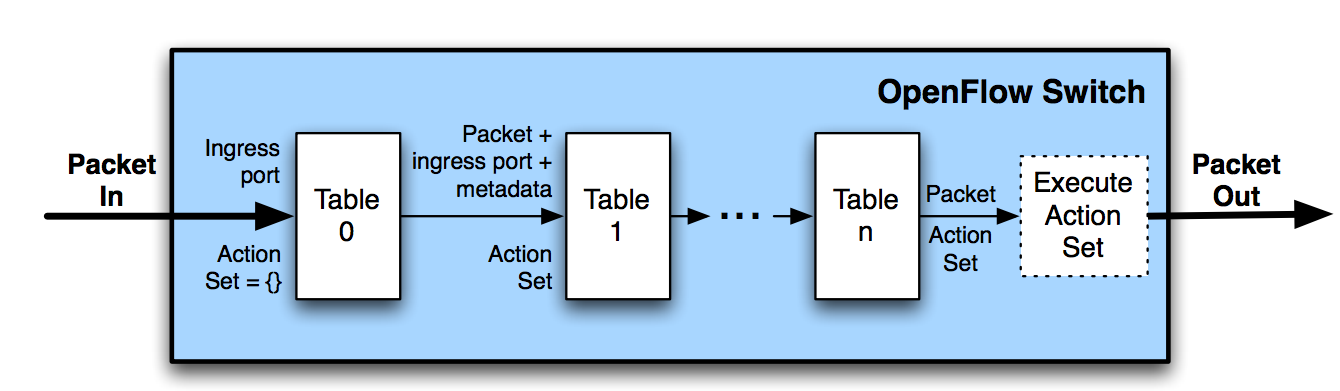 OpenFlow Switch
Packet
In
Ingress
port
Action
Set = {}
Table
0
Packet +
ingress port +
metadata
Action
Set
Table
1
...
Table
n
Packet
Action
Set
Execute
Action
Set
Packet
Out